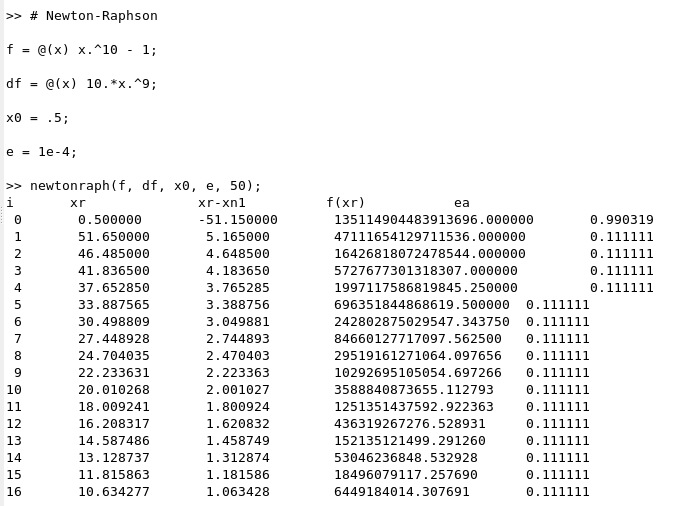 >> # Newton-Raphson
f = @(x) x.^10 - 1;
df = @(x) 10.*x.^9;
x0 = .5;
e = 1e-4;
>> newtonraph(f, df, x0, e, 50);
i xr xr-xn1 f(xr) ea
0 0.500000 -51.150000 135114904483913696.000000 0.990319
1 51.650000 5.165000 47111654129711536.000000 0.111111
2 46.485000 4.648500 16426818072478544.000000 0.111111
3 41.836500 4.183650 5727677301318307.000000 0.111111
4 37.652850 3.765285 1997117586819845.250000 0.111111
5 33.887565 3.388756 696351844868619.500000 0.111111
6 30.498809 3.049881 242802875029547.343750 0.111111
7 27.448928 2.744893 84660127717097.562500 0.111111
8 24.704035 2.470403 29519161271064.097656 0.111111
9 22.233631 2.223363 10292695105054.697266 0.111111
10 20.010268 2.001027 3588840873655.112793 0.111111
11 18.009241 1.800924 1251351437592.922363 0.111111
12 16.208317 1.620832 436319267276.528931 0.111111
13 14.587486 1.458749 152135121499.291260 0.111111
14 13.128737 1.312874 53046236848.532928 0.111111
15 11.815863 1.181586 18496079117.257690 0.111111
16 10.634277 1.063428 6449184014.307691 0.111111